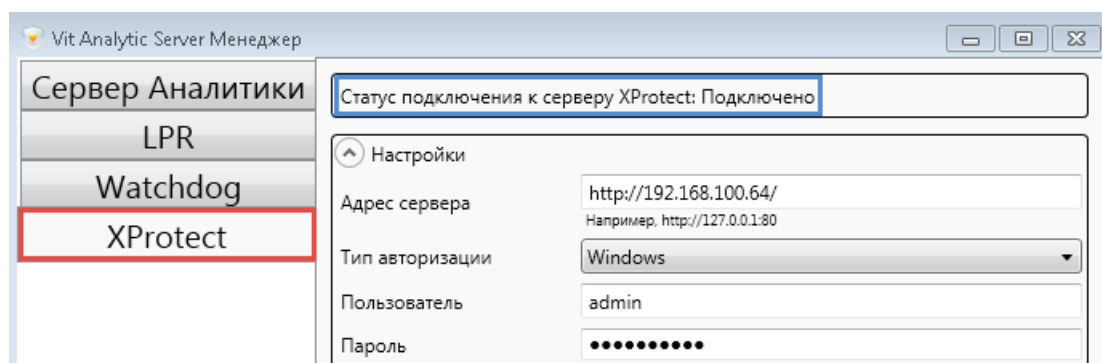 Vit Analytic Server Менеджер
Сервер Аналитики
LPR
Watchdog
XProtect
Статус подключения к серверу XProtect: Подключено
Настройки
Адрес сервера
http://192.168.100.64/
Например, http://127.0.0.1:80
Тип авторизации
Windows
Пользователь
admin
Пароль
●●●●●●●●●●